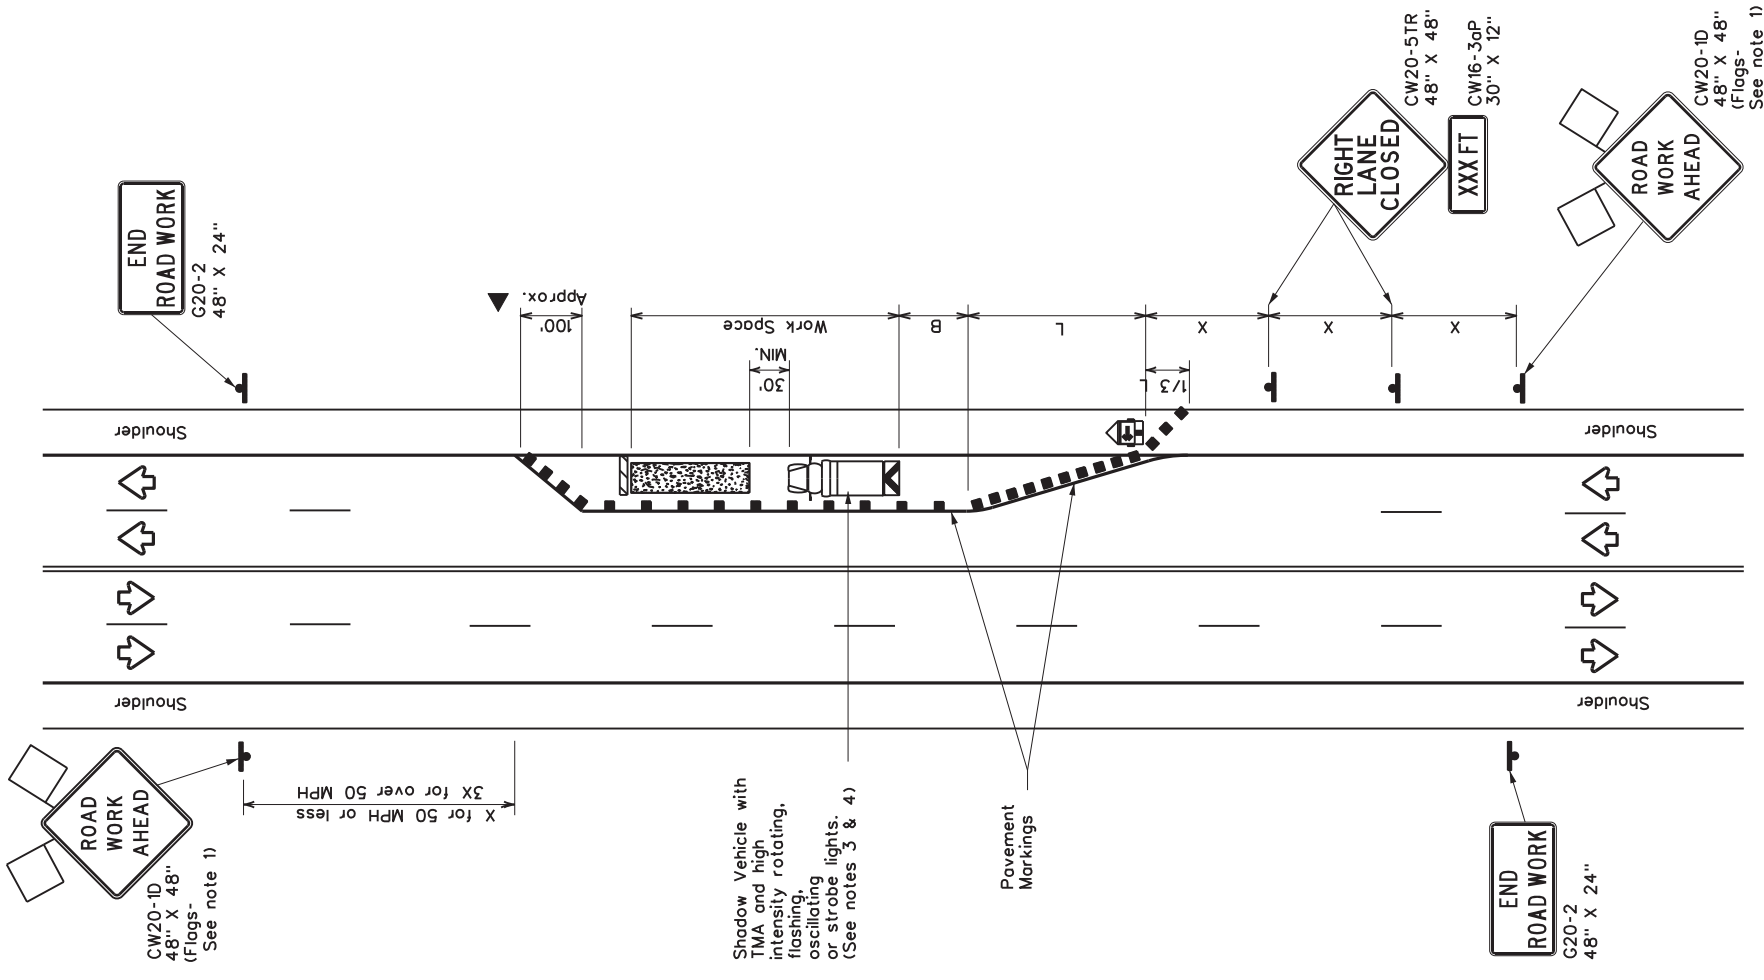 END
ROAD WORK
G20-2
48" X 24"
Approx.
100'
Work Space
B
L
X
X
X
MIN.
30'
1/3 L
RIGHT
LANE
CLOSED
XXX FT
CW20-5TR
48" X 48"
CW16-3aP
30" X 12"
ROAD
WORK
AHEAD
CW20-1D
48" X 48"
(Flags-
See note 1)
Shoulder
Shoulder
Shoulder
Shoulder
ROAD
WORK
AHEAD
CW20-1D
48" X 48"
(Flags-
See note 1)
X for 50 MPH or less
3X for over 50 MPH
Shadow Vehicle with
TMA and high
intensity rotating,
flashing,
oscillating
or strobe lights.
(See notes 3 & 4)
Pavement
Markings
END
ROAD WORK
G20-2
48" X 24"